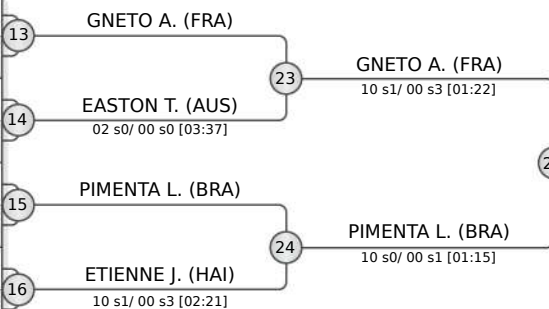 GNETO A. (FRA)
13
23
GNETO A. (FRA)
10 s1/ 00 s3 [01:22]
EASTON T. (AUS)
14
02 s0/ 00 s0 [03:37]
PIMENTA L. (BRA)
15
24
PIMENTA L. (BRA)
10 s0/ 00 s1 [01:15]
ETIENNE J. (HAI)
16
10 s1/ 00 s3 [02:21]